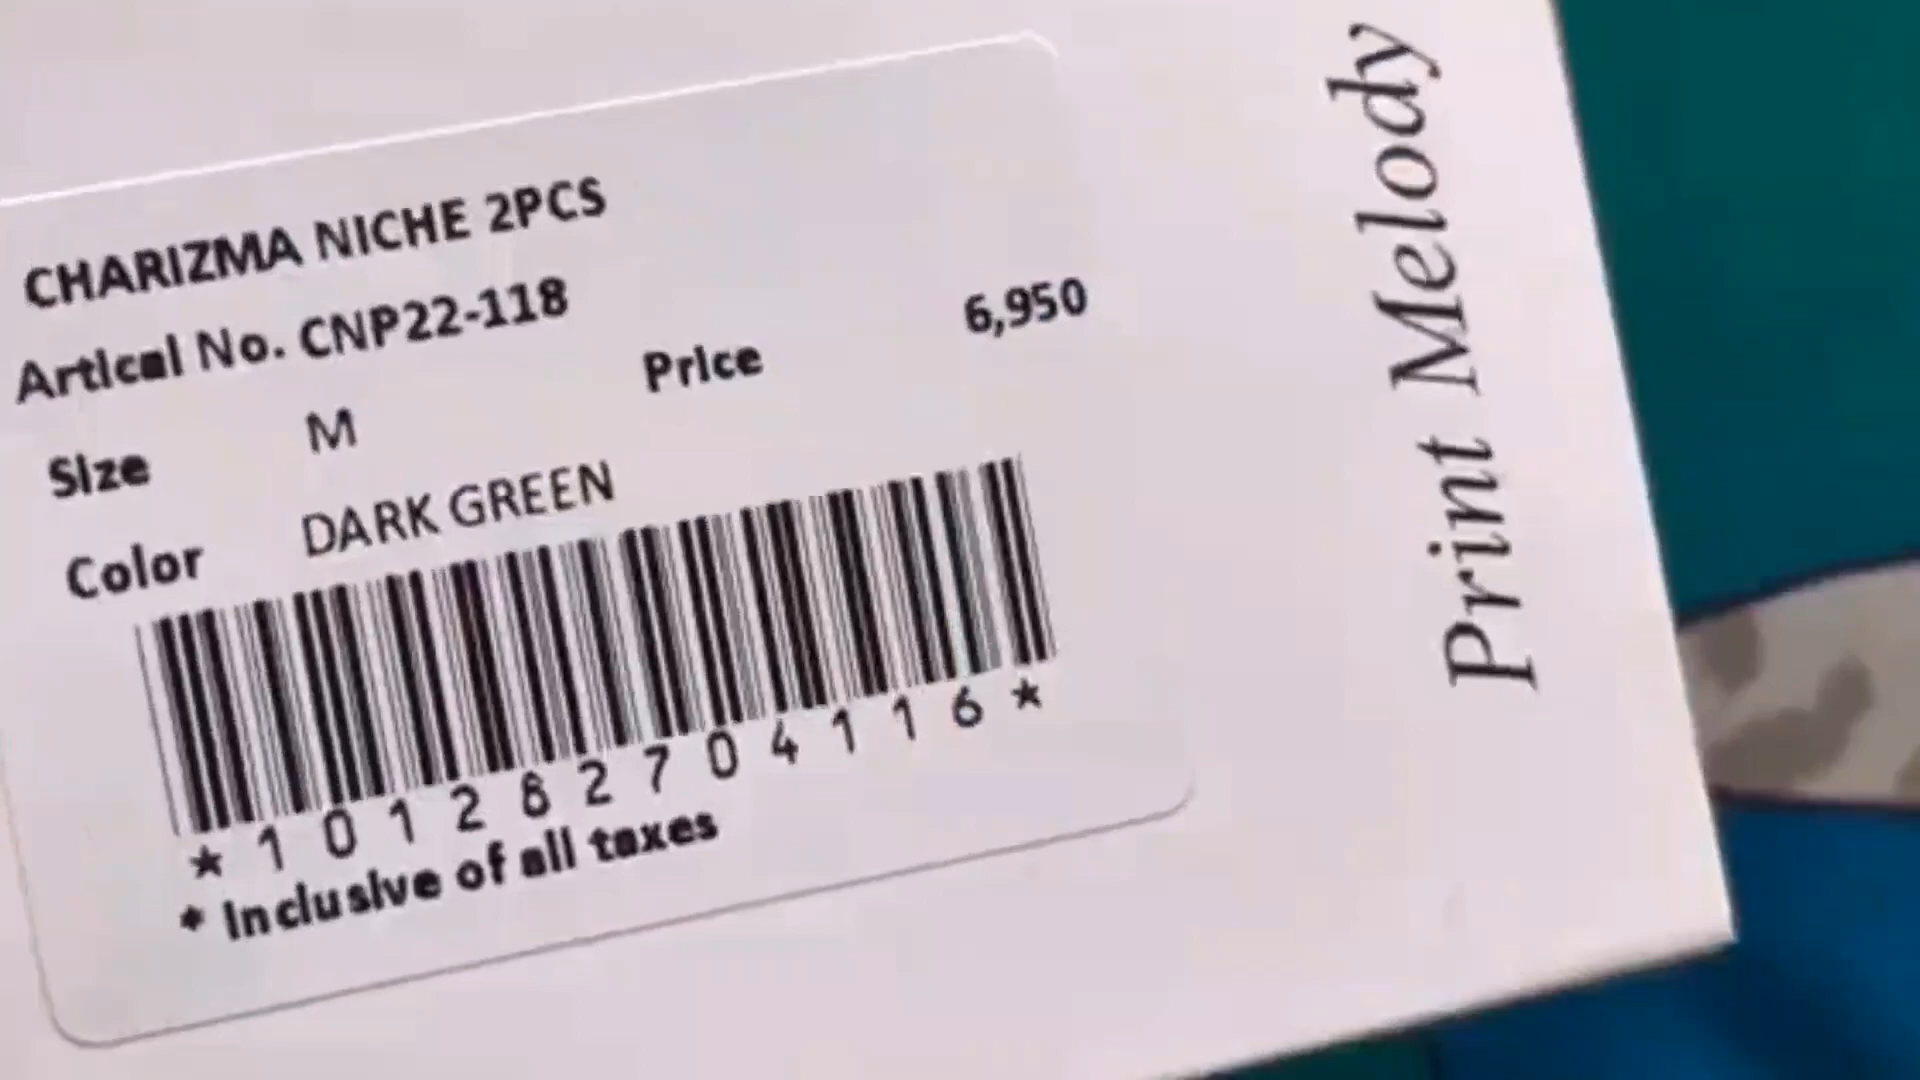 CHARIZMA NICHE 2PCS
Artical No. CNP22-118
Size M Price 6,950
Color DARK GREEN
*101262704116*
* Inclusive of all taxes
Print Melody